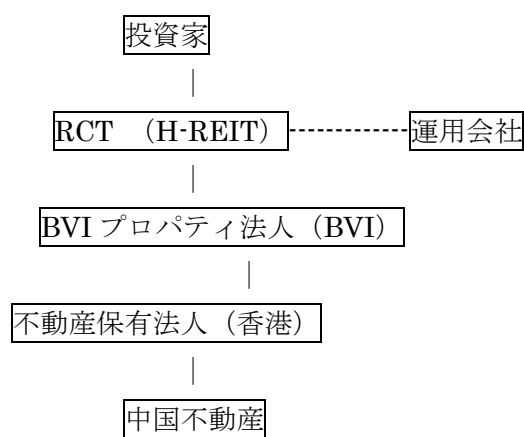 投資家
RCT （H-REIT） 運用会社
BVI プロパティ法人（BVI）
不動産保有法人（香港）
中国不動産